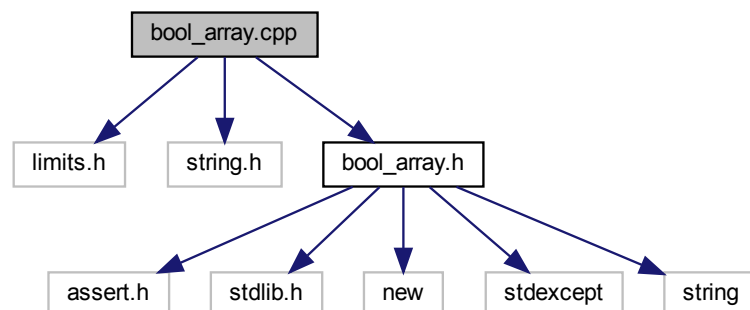 bool_array.cpp
limits.h
string.h
bool_array.h
assert.h
stdlib.h
new
stdexcept
string